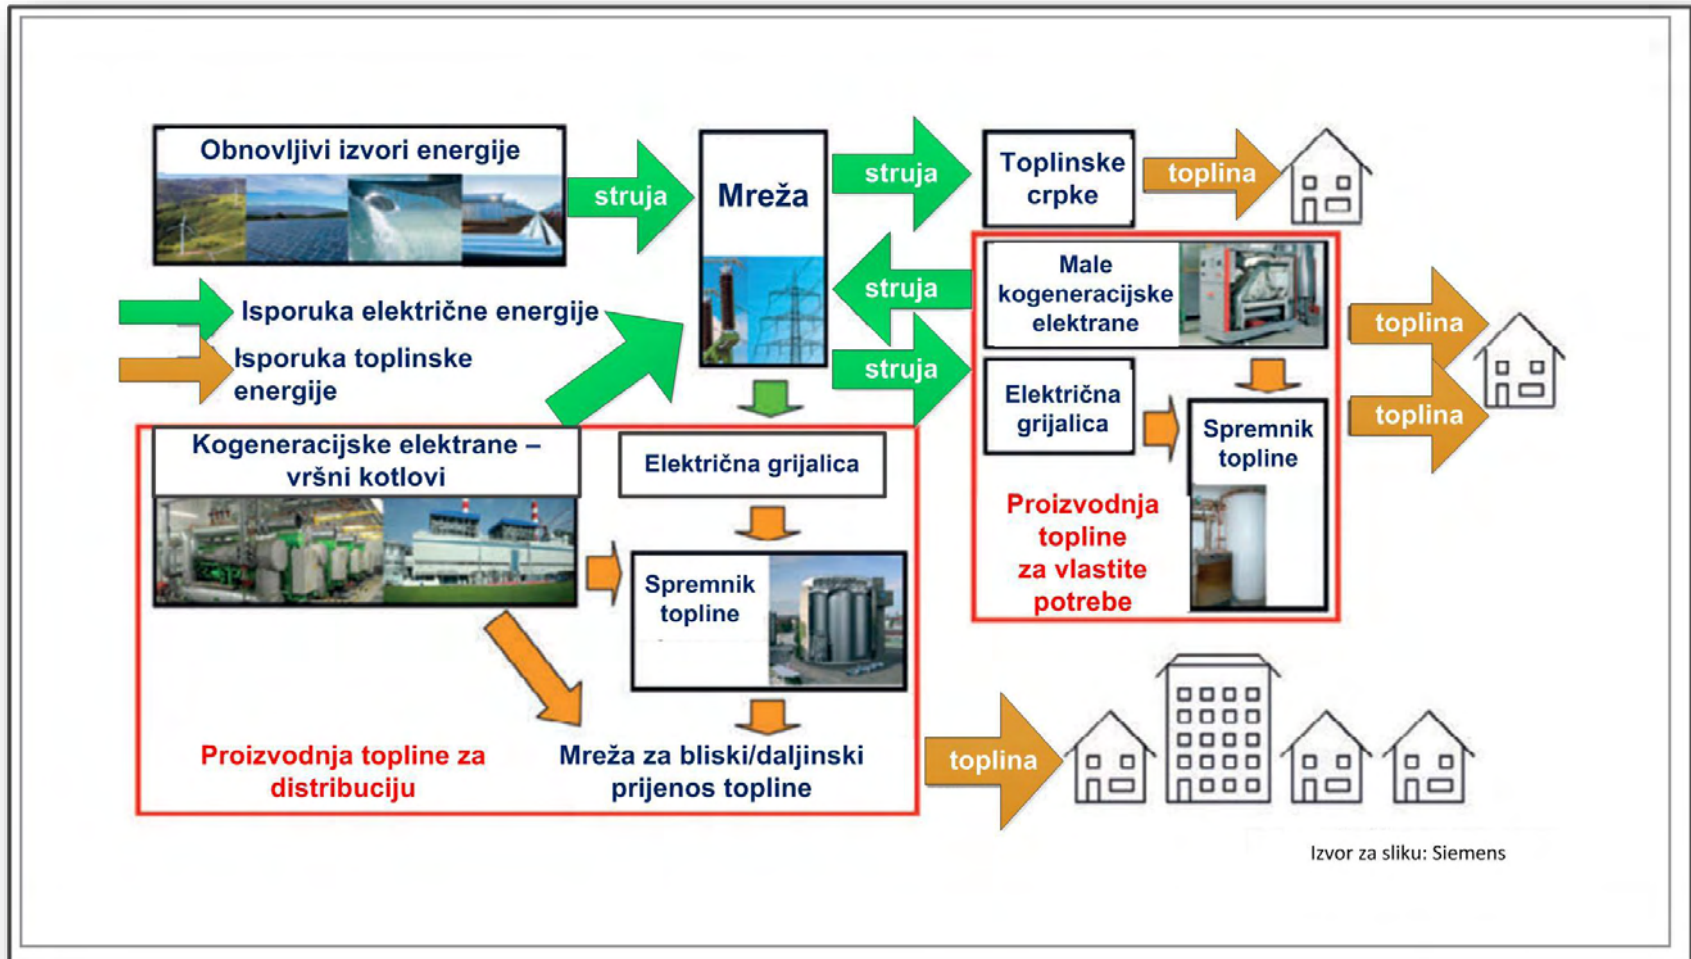 Obnovljivi izvori energije
struja
Mreža
struja
Toplinske
crpke
toplina
struja
Male
kogeneracijske
elektrane
toplina
Isporuka električne energije
Isporuka toplinske
energije
struja
Električna
grijalica
Spremnik
topline
toplina
Proizvodnja
topline
za vlastite
potrebe
Kogeneracijske elektrane –
vršni kotlovi
Električna grijalica
Spremnik
topline
Proizvodnja topline za
distribuciju
Mreža za bliski/daljinski
prijenos topline
toplina
Izvor za sliku: Siemens